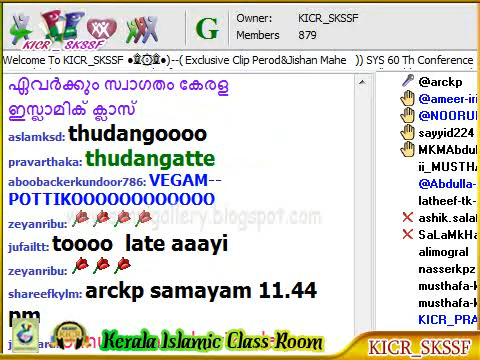 KICR_SKSSF
G
Owner: KICR_SKSSF
Members 879
Welcome To KICR_SKSSF ●۩۞۩●)--( Exclusive Clip Perod&Jishan Mahe )) SYS 60 Th Conference
ഏവർക്കും സ്വാഗതം കേരള
ഇസ്ലാമിക് ക്ലാസ്
aslamksd: thudangoooo
pravarthaka: thudangatte
aboobackerkundoor786: VEGAM--
POTTIKOOOOOOOOOOOO
zeyanribu:
jufailtt: toooo late aaayi
zeyanribu:
shareefkylm: arckp samayam 11.44
pm
@arckp
@ameer-iri
@NOORU
sayyid224
MKMAbdul
ii_MUSTHA
@Abdulla-
latheef-tk-
ashik.sala
SaLaMkHa
alimogral
nasserkpz
musthafa-k
musthafa-k
KICR_PRA
Kerala Islamic Class Room
KICR_SKSSF